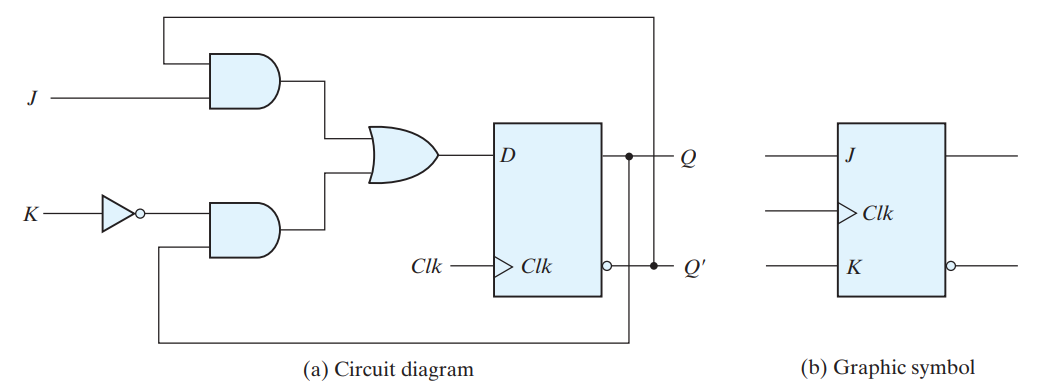 J
K
D
Clk
Clk
Q
Q'
(a) Circuit diagram
J
Clk
K
(b) Graphic symbol